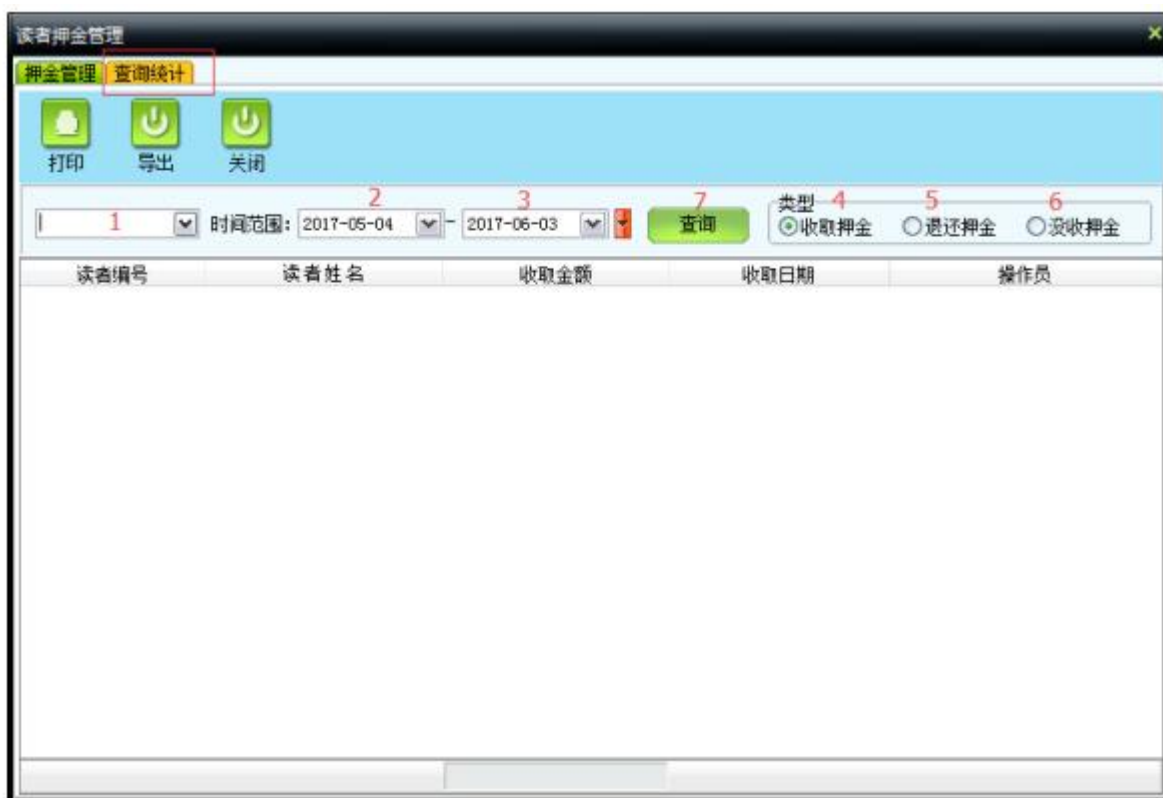 读者押金管理
押金管理 查询统计
打印 导出 关闭
1 时间范围: 2017-05-04 2 - 2017-06-03 3 查询 7 类型
收取押金 4 退还押金 5 没收押金 6
读者编号 读者姓名 收取金额 收取日期 操作员